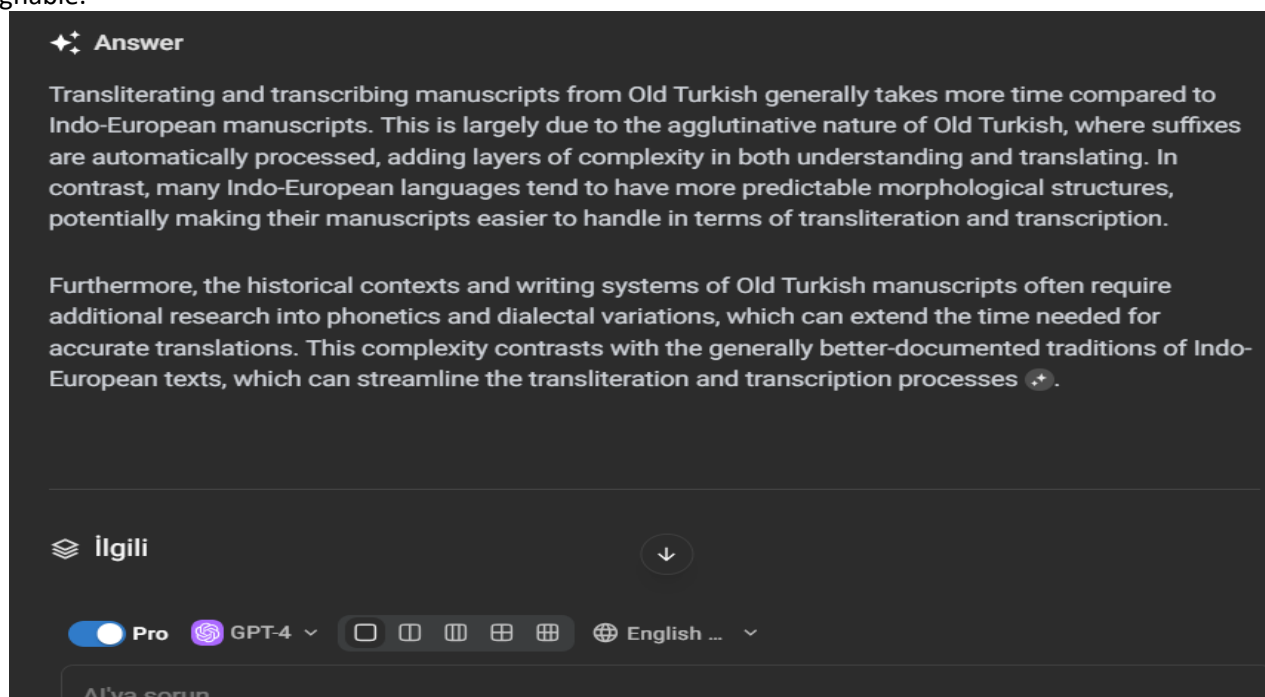 Answer
Transliterating and transcribing manuscripts from Old Turkish generally takes more time compared to
Indo-European manuscripts. This is largely due to the agglutinative nature of Old Turkish, where suffixes
are automatically processed, adding layers of complexity in both understanding and translating. In
contrast, many Indo-European languages tend to have more predictable morphological structures,
potentially making their manuscripts easier to handle in terms of transliteration and transcription.
Furthermore, the historical contexts and writing systems of Old Turkish manuscripts often require
additional research into phonetics and dialectal variations, which can extend the time needed for
accurate translations. This complexity contrasts with the generally better-documented traditions of Indo-
European texts, which can streamline the transliteration and transcription processes .
İlgili
Pro GPT-4 English ...
AI'ya sorun